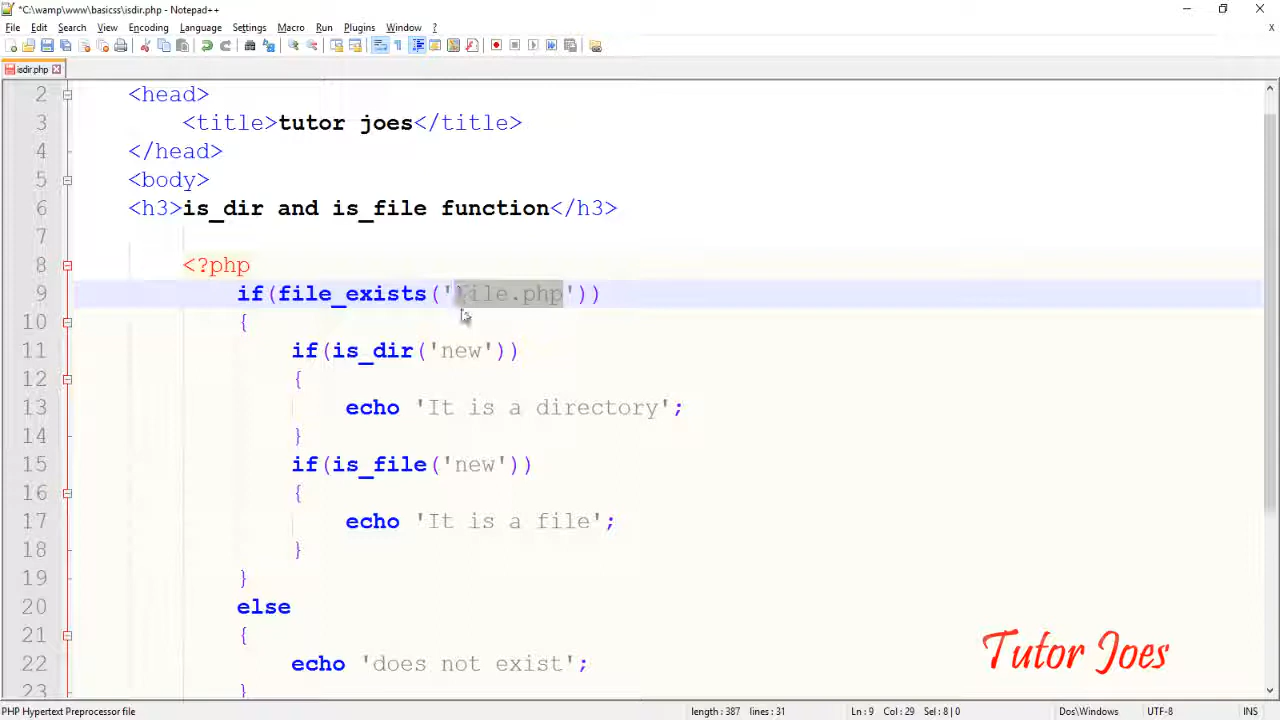 *C:\wamp\www\basicss\isdir.php - Notepad++
File Edit Search View Encoding Language Settings Macro Run Plugins Window ?
X
isdir.php
2 <head>
3 <title>tutor joes</title>
4 </head>
5 <body>
6 <h3>is_dir and is_file function</h3>
7
8 <?php
9 if(file_exists('file.php'))
10 {
11 if(is_dir('new'))
12 {
13 echo 'It is a directory';
14 }
15 if(is_file('new'))
16 {
17 echo 'It is a file';
18 }
19 }
20 else
21 {
22 echo 'does not exist';
23 }
Tutor Joes
PHP Hypertext Preprocessor file length : 387 lines : 31 Ln : 9 Col : 29 Sel : 8 | 0 Dos\Windows UTF-8 INS